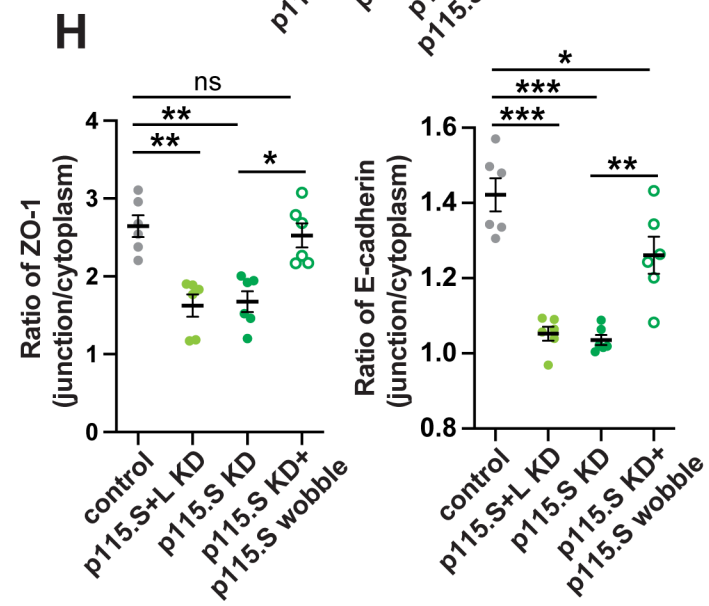 H
p115.S
ns
**
**
*
Ratio of ZO-1
(junction/cytoplasm)
4
3
2
1
0
control
p115.S+L KD
p115.S KD
p115.S KD+
p115.S wobble
*
***
***
**
Ratio of E-cadherin
(junction/cytoplasm)
1.6
1.4
1.2
1.0
0.8
control
p115.S+L KD
p115.S KD
p115.S KD+
p115.S wobble